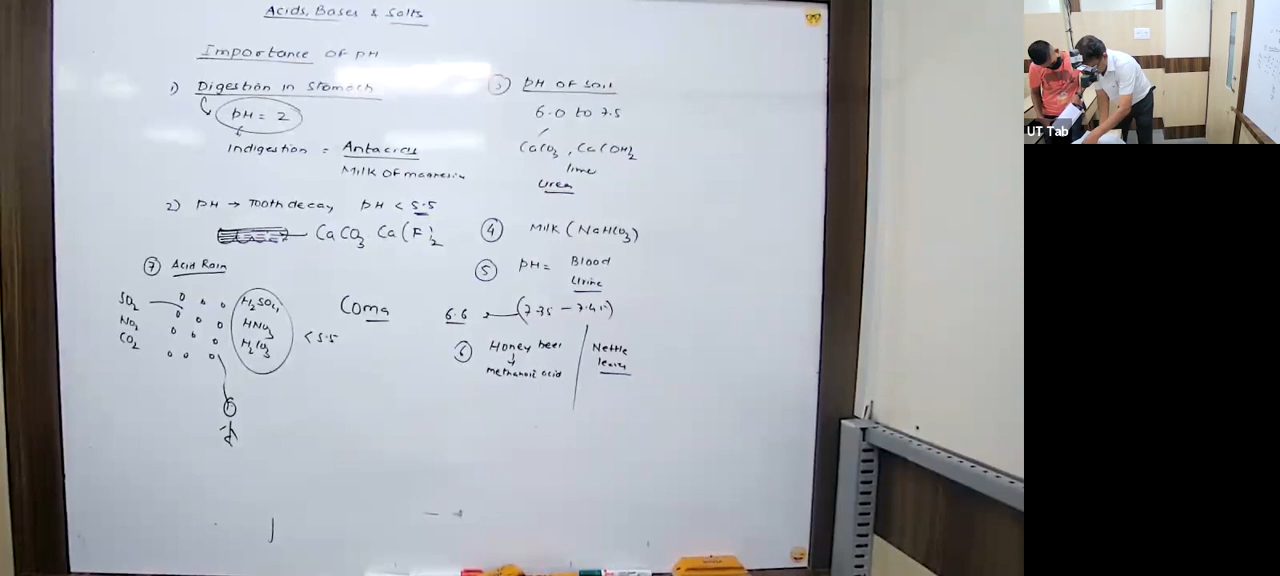 Acids, Bases & Salts
Importance of pH
1) Digestion in Stomach
pH = 2
Indigestion = Antacids
Milk of magnesia
2) pH → Tooth decay pH < 5.5
CaCO3 Ca(F)2
7 Acid Rain
SO2
NO2
CO2
H2SO4
HNO3
H2CO3
< 5.5
Coma
3 pH of soil
6.0 to 7.5
CaCO3, Ca(OH)2
lime
Urea
4 Milk (NaHCO3)
5 pH = Blood
Urine
6.6 (7.35 - 7.45)
6 Honey bee
methanoic acid
Nettle
leaves
UT Tab